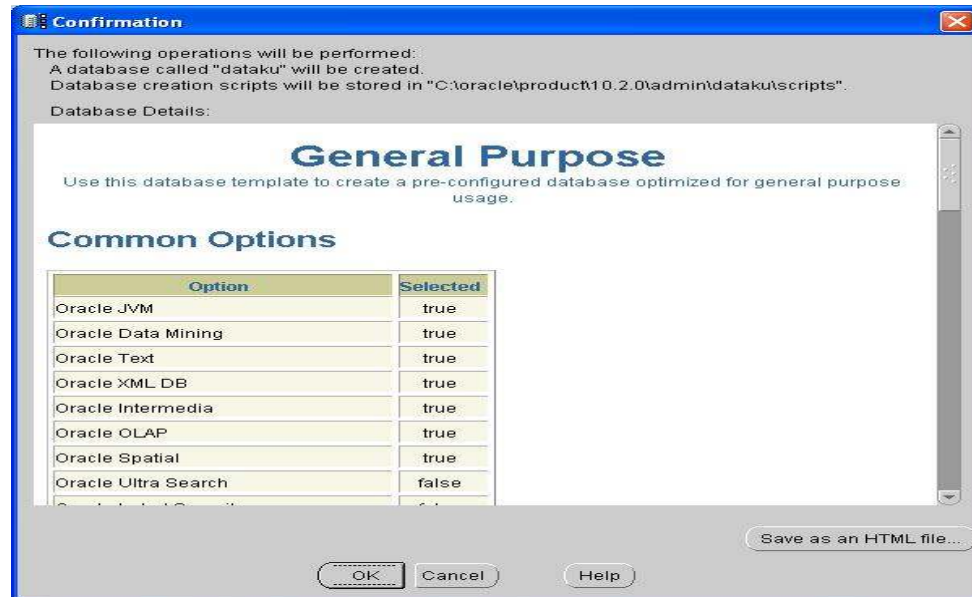 Confirmation
The following operations will be performed:
A database called "dataku" will be created.
Database creation scripts will be stored in "C:\oracle\product\10.2.0\admin\dataku\scripts".
Database Details:
General Purpose
Use this database template to create a pre-configured database optimized for general purpose
usage.
Common Options
Option Selected
Oracle JVM true
Oracle Data Mining true
Oracle Text true
Oracle XML DB true
Oracle Intermedia true
Oracle OLAP true
Oracle Spatial true
Oracle Ultra Search false
Save as an HTML file...
OK Cancel Help